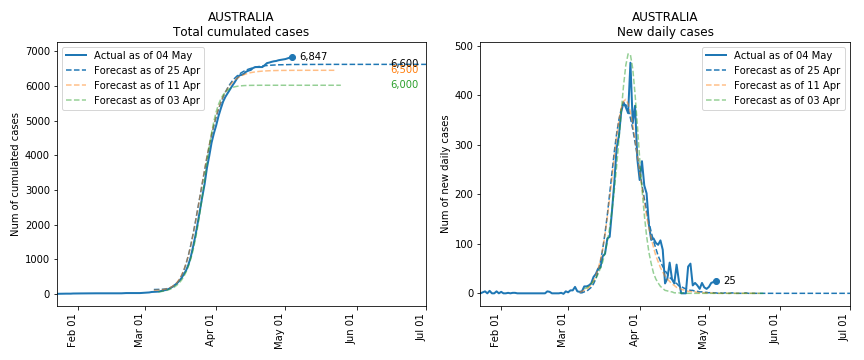 AUSTRALIA
Total cumulated cases
Num of cumulated cases
7000
6000
5000
4000
3000
2000
1000
0
Actual as of 04 May
Forecast as of 25 Apr
Forecast as of 11 Apr
Forecast as of 03 Apr
6,847
6,600
6,500
6,000
Feb 01
Mar 01
Apr 01
May 01
Jun 01
Jul 01
AUSTRALIA
New daily cases
Num of new daily cases
500
400
300
200
100
0
Actual as of 04 May
Forecast as of 25 Apr
Forecast as of 11 Apr
Forecast as of 03 Apr
25
Feb 01
Mar 01
Apr 01
May 01
Jun 01
Jul 01